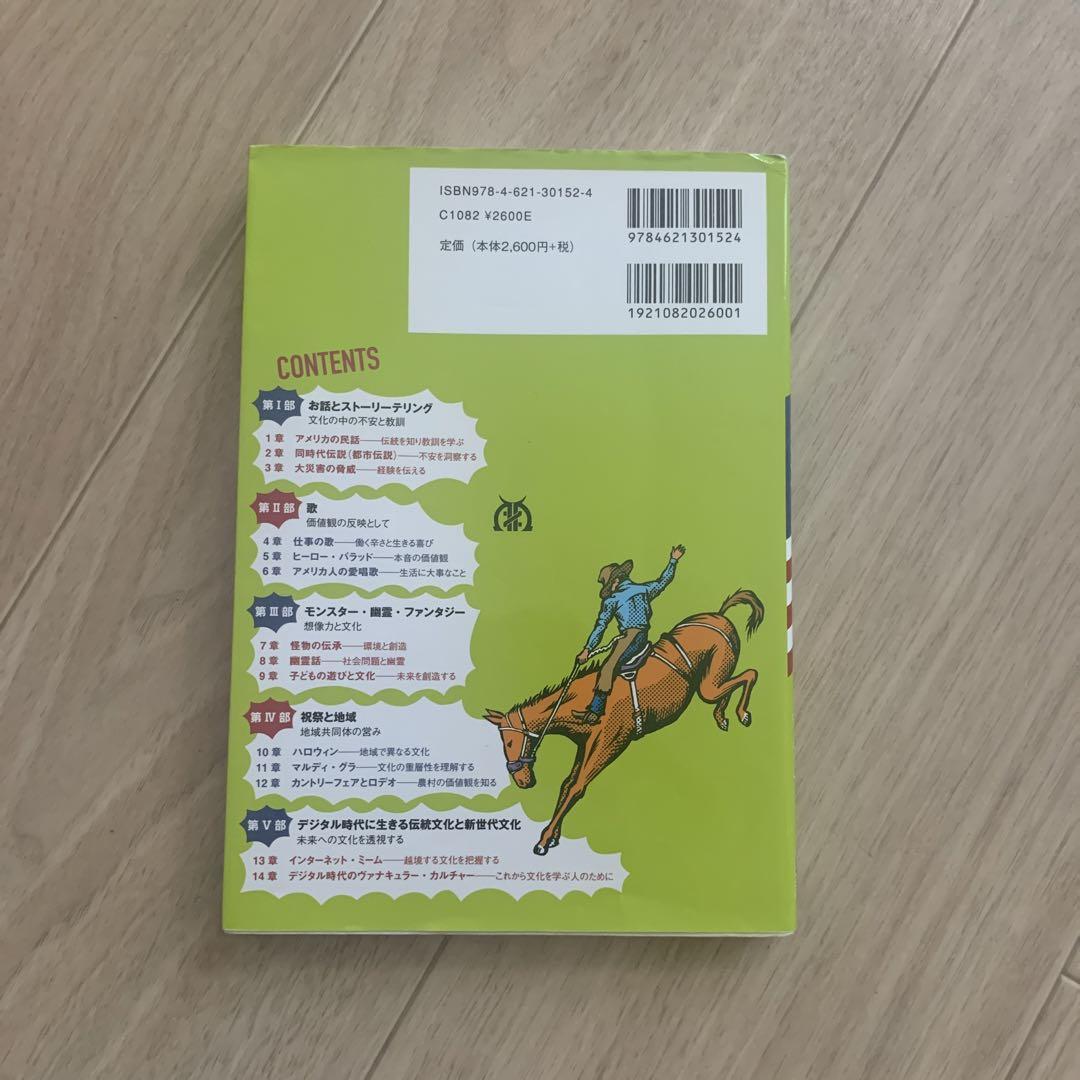 ISBN978-4-621-30152-4
C1082 ¥2600E
定価(本体2,600円+税)
9784621301524
1921082026001
CONTENTS
第Ⅰ部 お話とストーリーテリング
文化の中の不安と教訓
1章 アメリカの民話――伝統を知り教訓を学ぶ
2章 同時代伝説(都市伝説)――不安を洞察する
3章 大災害の脅威――経験を伝える
第Ⅱ部 歌
価値観の反映として
4章 仕事の歌――働く辛さと生きる喜び
5章 ヒーロー・バラッド――本音の価値観
6章 アメリカ人の愛唱歌――生活に大事なこと
第Ⅲ部 モンスター・幽霊・ファンタジー
想像力と文化
7章 怪物の伝承――環境と創造
8章 幽霊話――社会問題と幽霊
9章 子どもの遊びと文化――未来を創造する
第Ⅳ部 祝祭と地域
地域共同体の営み
10章 ハロウィン――地域で異なる文化
11章 マルディ・グラ――文化の重層性を理解する
12章 カントリーフェアとロデオ――農村の価値観を知る
第Ⅴ部 デジタル時代に生きる伝統文化と新世代文化
未来への文化を透視する
13章 インターネット・ミーム――越境する文化を把握する
14章 デジタル時代のヴァナキュラー・カルチャー――これから文化を学ぶ人のために